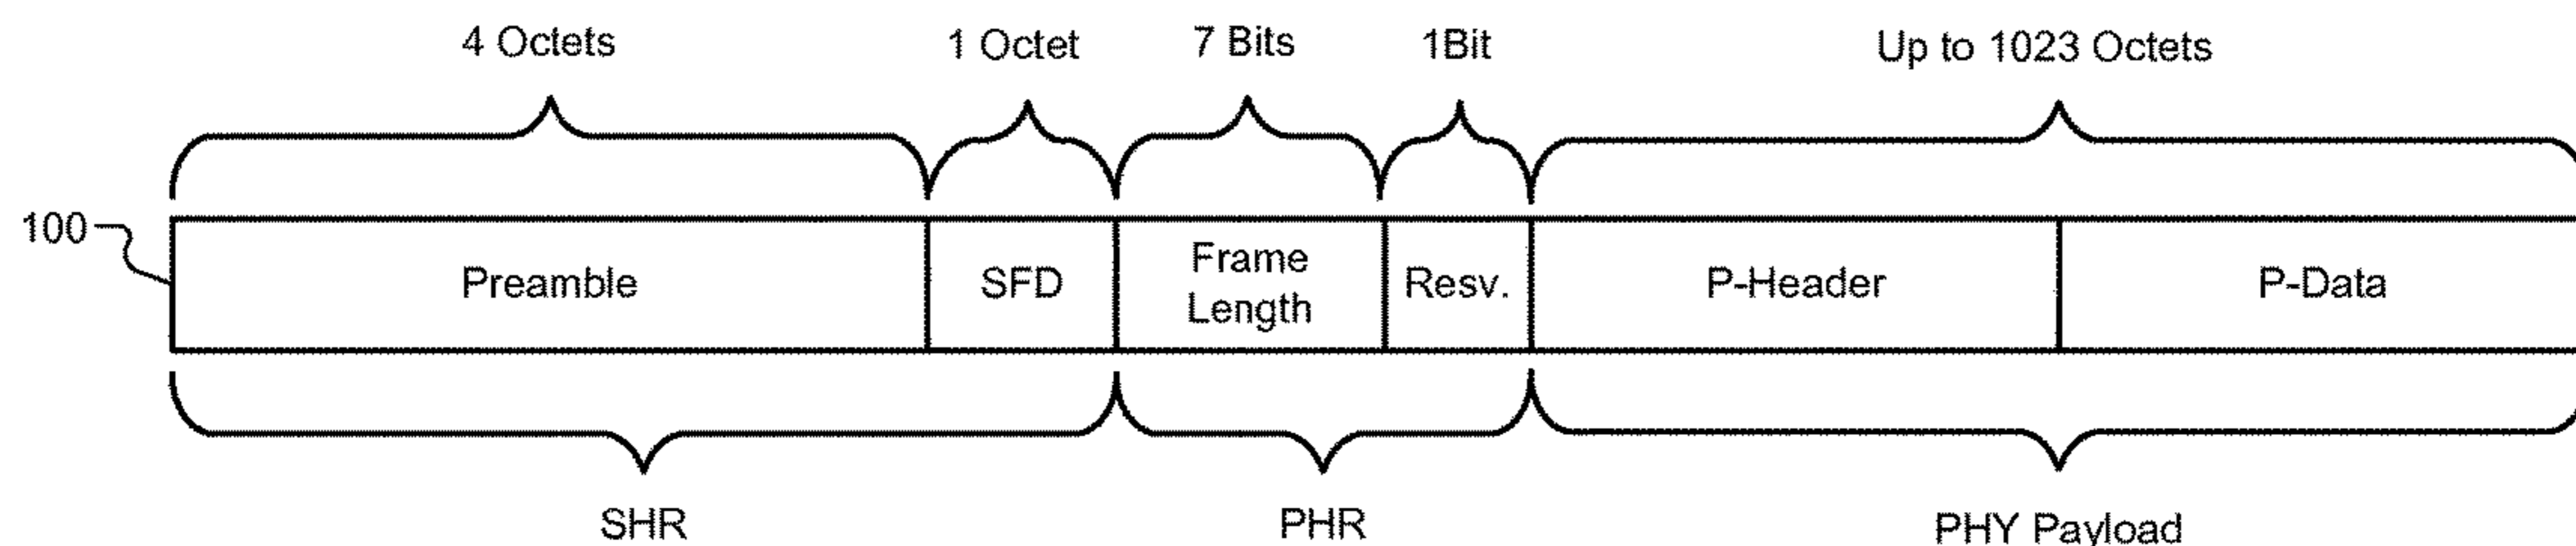 4 Octets
1 Octet
7 Bits
1Bit
Up to 1023 Octets
100
Preamble
SFD
Frame
Length
Resv.
P-Header
P-Data
SHR
PHR
PHY Payload